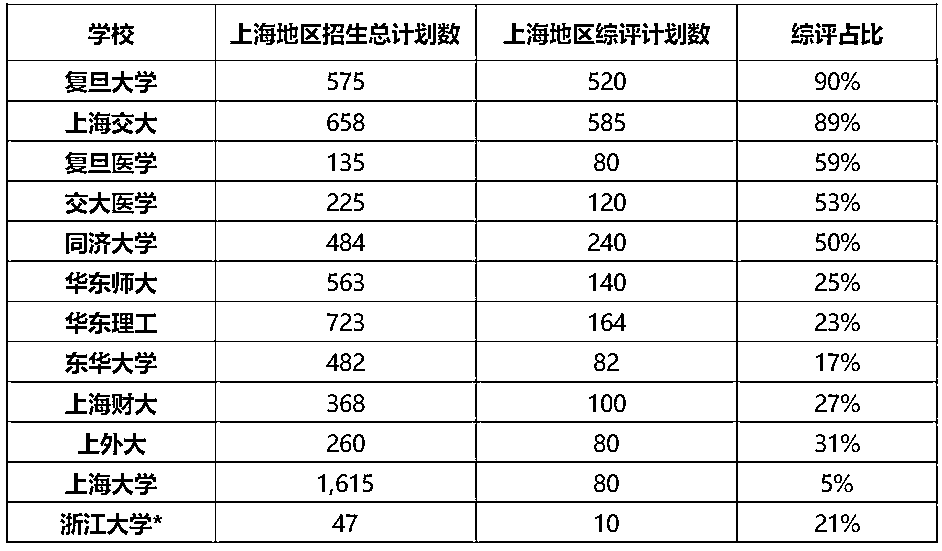 学校 上海地区招生总计划数 上海地区综评计划数 综评占比
复旦大学 575 520 90%
上海交大 658 585 89%
复旦医学 135 80 59%
交大医学 225 120 53%
同济大学 484 240 50%
华东师大 563 140 25%
华东理工 723 164 23%
东华大学 482 82 17%
上海财大 368 100 27%
上外大 260 80 31%
上海大学 1,615 80 5%
浙江大学* 47 10 21%